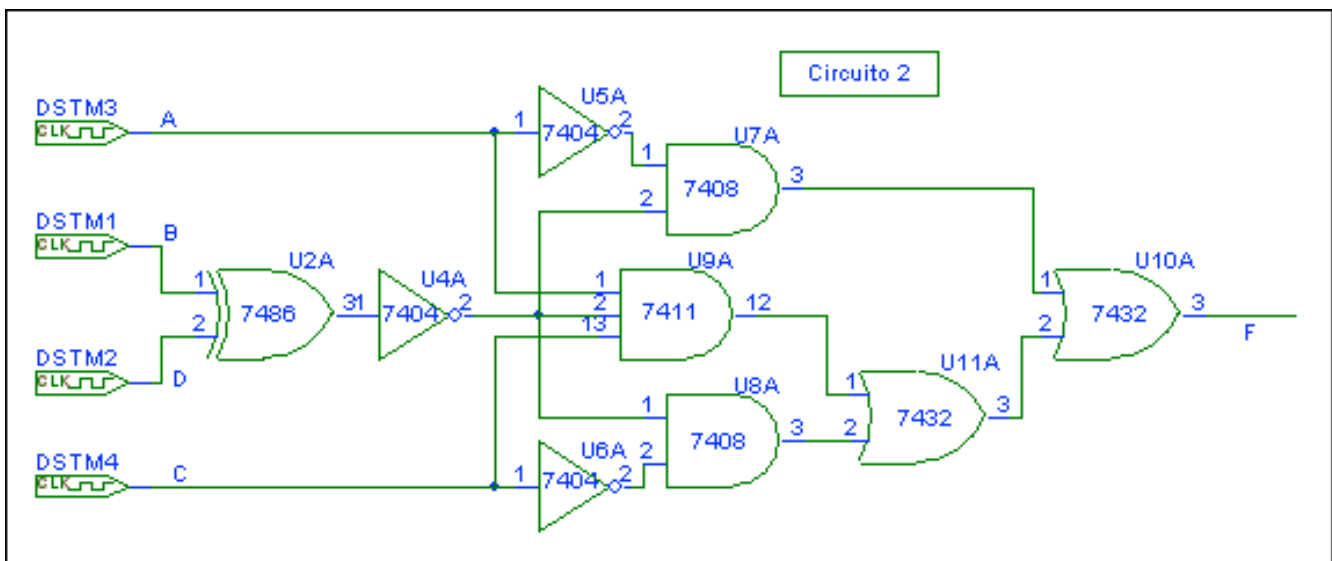 Circuito 2
DSTM3
CLK
A
1
7404
U5A
2
1
2
7408
U7A
3
DSTM1
CLK
B
1
2
7486
U2A
31
7404
U4A
2
1
2
13
7411
U9A
12
DSTM2
CLK
D
1
2
7408
U8A
3
1
2
7432
U11A
3
1
2
7432
U10A
3
F
DSTM4
CLK
C
1
7404
U6A
2